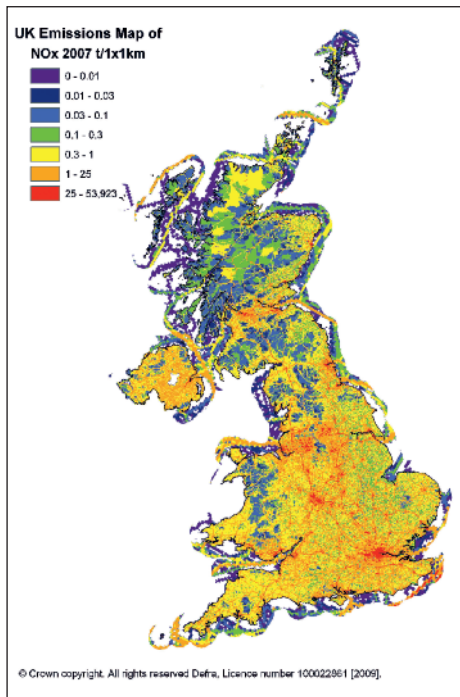 UK Emissions Map of
NOx 2007 t/1x1km
0 - 0.01
0.01 - 0.03
0.03 - 0.1
0.1 - 0.3
0.3 - 1
1 - 25
25 - 53,923
© Crown copyright. All rights reserved Defra, Licence number 100022861 [2009].